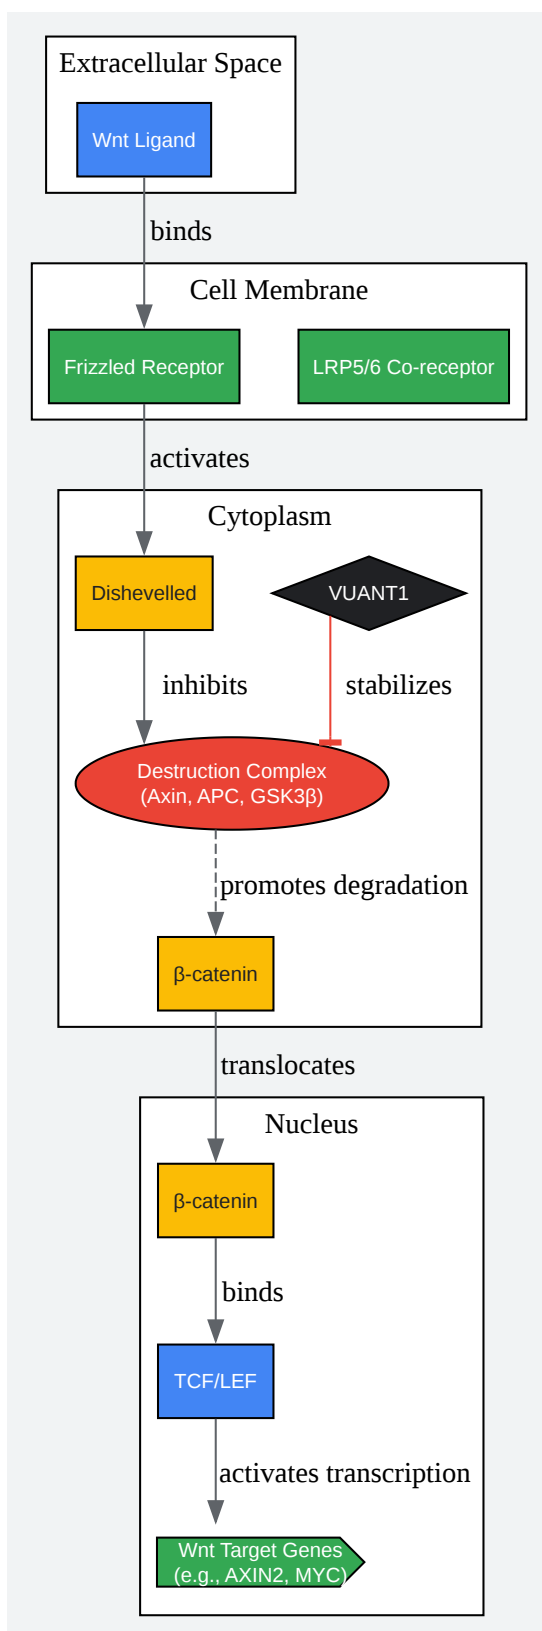 Extracellular Space
Wnt Ligand
binds
Cell Membrane
Frizzled Receptor
LRP5/6 Co-receptor
activates
Cytoplasm
Dishevelled
VUANT1
inhibits
stabilizes
Destruction Complex
(Axin, APC, GSK3β)
promotes degradation
β-catenin
translocates
Nucleus
β-catenin
binds
TCF/LEF
activates transcription
Wnt Target Genes
(e.g., AXIN2, MYC)